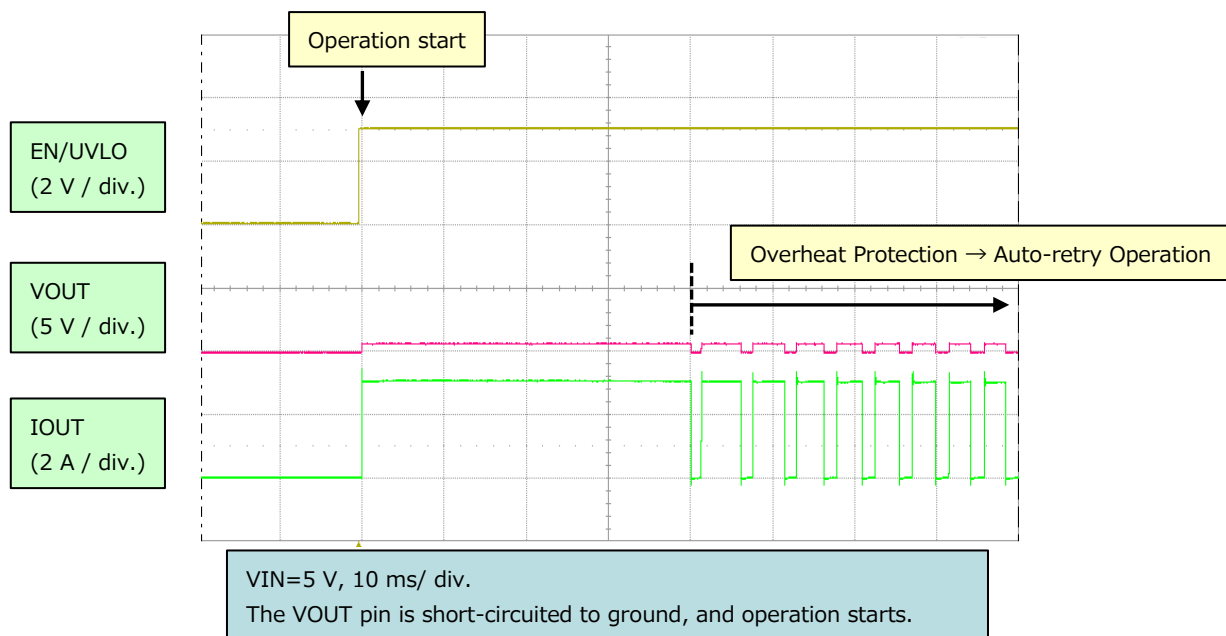 Operation start
EN/UVLO
(2 V / div.)
Overheat Protection → Auto-retry Operation
VOUT
(5 V / div.)
IOUT
(2 A / div.)
VIN=5 V, 10 ms/ div.
The VOUT pin is short-circuited to ground, and operation starts.